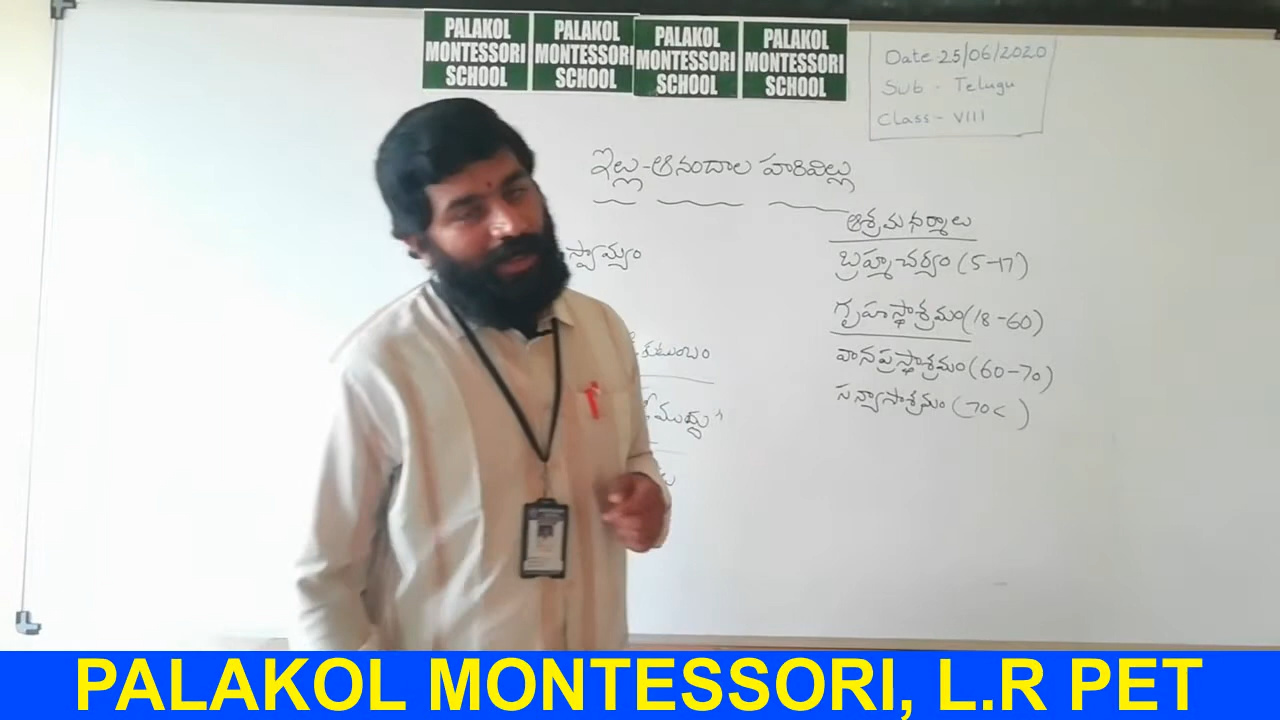 PALAKOL MONTESSORI SCHOOL
PALAKOL MONTESSORI SCHOOL
PALAKOL MONTESSORI SCHOOL
PALAKOL MONTESSORI SCHOOL
Date 25/06/2020
Sub - Telugu
Class - VIII
ఇల్లు-ఆనందాల హరివిల్లు
ఆశ్రమధర్మాలు
బ్రహ్మచర్యం (5-17)
గృహస్థాశ్రమం (18-60)
వానప్రస్థాశ్రమం (60-70)
సన్యాసాశ్రమం (70<)
కుటుంబం
ముద్దు"
PALAKOL MONTESSORI, L.R PET